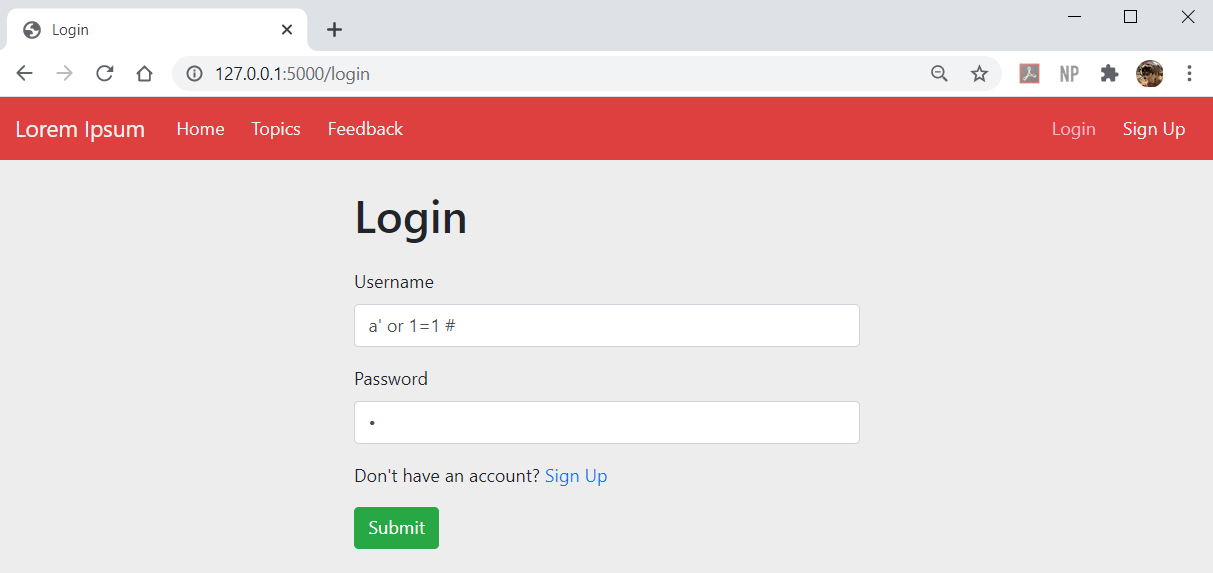 Login
127.0.0.1:5000/login
NP
Lorem Ipsum Home Topics Feedback Login Sign Up
Login
Username
a' or 1=1 #
Password
•
Don't have an account? Sign Up
Submit